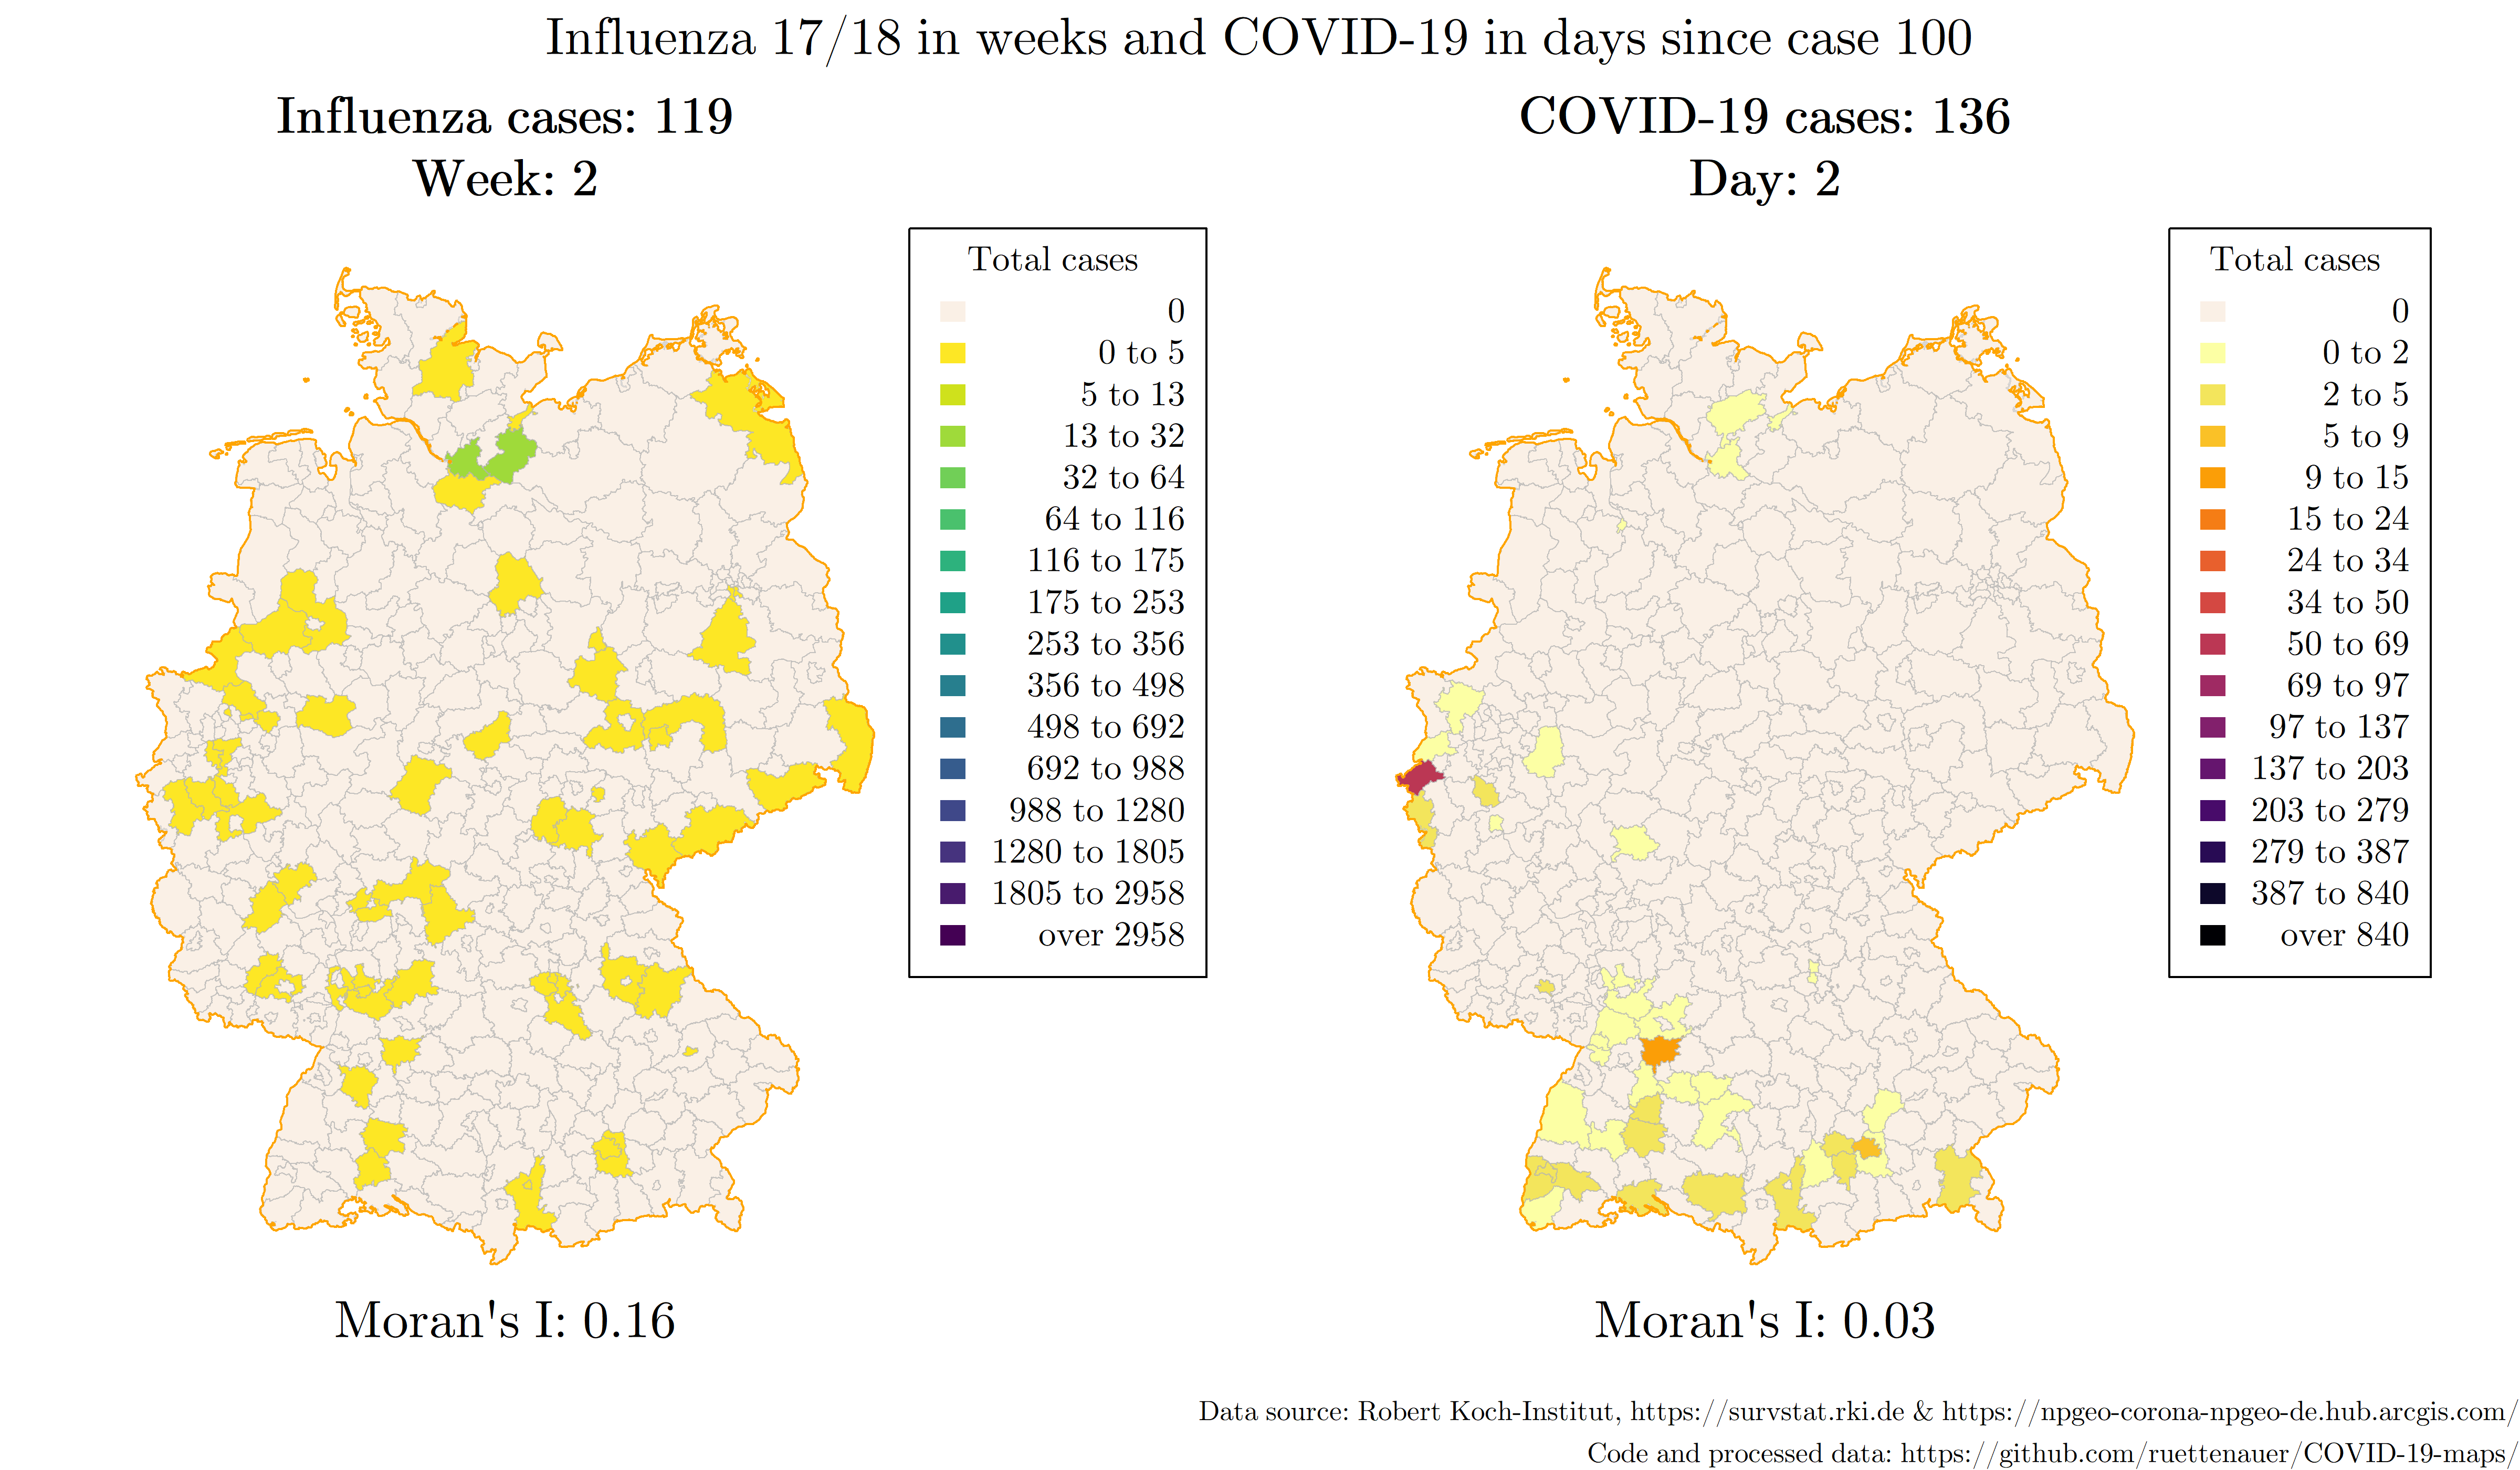 Influenza 17/18 in weeks and COVID-19 in days since case 100
Influenza cases: 119
Week: 2
Total cases
0
0 to 5
5 to 13
13 to 32
32 to 64
64 to 116
116 to 175
175 to 253
253 to 356
356 to 498
498 to 692
692 to 988
988 to 1280
1280 to 1805
1805 to 2958
over 2958
Moran's I: 0.16
COVID-19 cases: 136
Day: 2
Total cases
0
0 to 2
2 to 5
5 to 9
9 to 15
15 to 24
24 to 34
34 to 50
50 to 69
69 to 97
97 to 137
137 to 203
203 to 279
279 to 387
387 to 840
over 840
Moran's I: 0.03
Data source: Robert Koch-Institut, https://survstat.rki.de & https://npgeo-corona-npgeo-de.hub.arcgis.com/
Code and processed data: https://github.com/ruettenauer/COVID-19-maps/